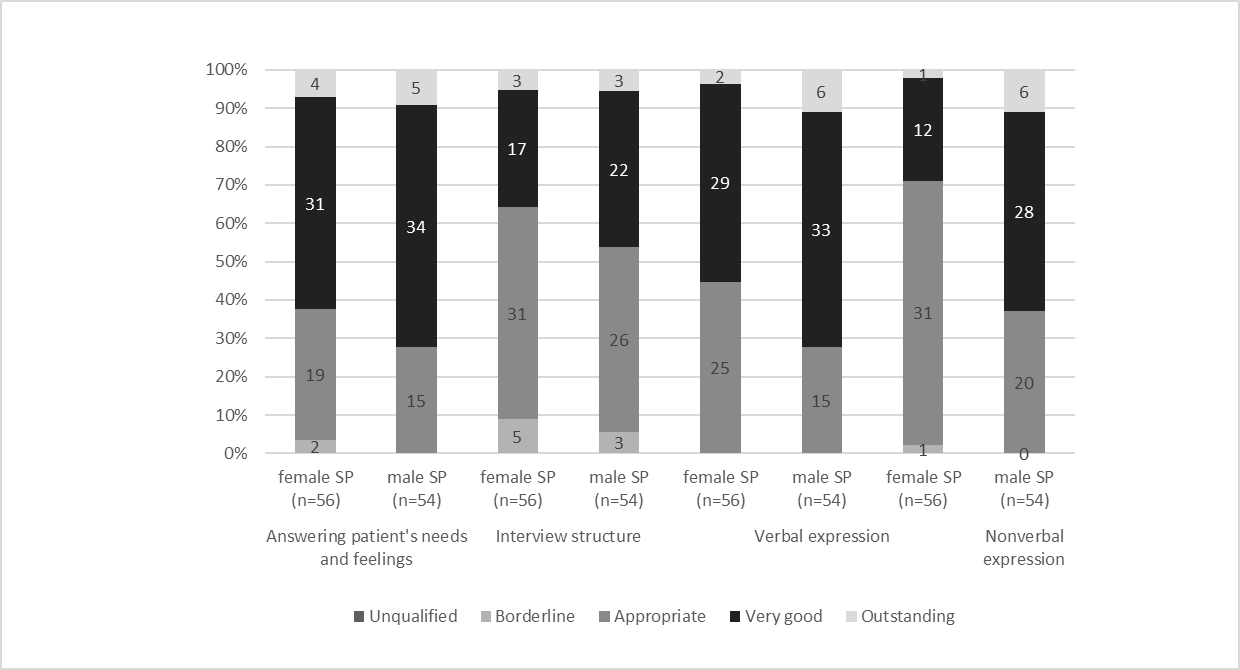 100%
90%
80%
70%
60%
50%
40%
30%
20%
10%
0%
4
31
19
2
5
34
15
3
17
31
5
3
22
26
3
2
29
25
6
33
15
1
12
31
1
6
28
20
0
female SP
(n=56)
male SP
(n=54)
female SP
(n=56)
male SP
(n=54)
female SP
(n=56)
male SP
(n=54)
female SP
(n=56)
male SP
(n=54)
Answering patient's needs
and feelings
Interview structure
Verbal expression
Nonverbal
expression
Unqualified
Borderline
Appropriate
Very good
Outstanding